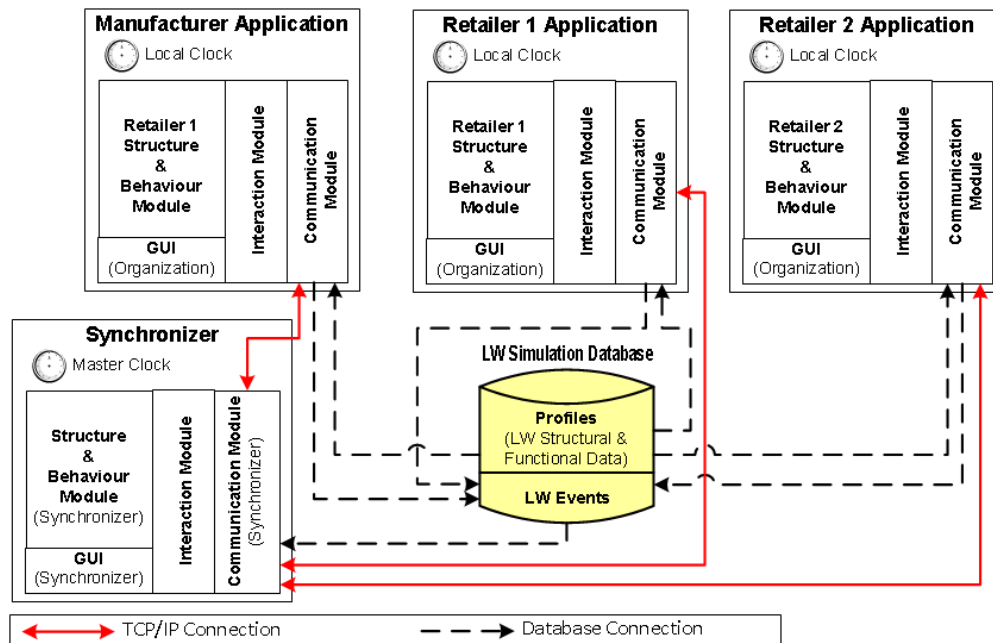 Manufacturer Application
Local Clock
Retailer 1
Structure
&
Behaviour
Module
GUI
(Organization)
Interaction Module
Communication
Module
Retailer 1 Application
Local Clock
Retailer 1
Structure
&
Behaviour
Module
GUI
(Organization)
Interaction Module
Communication
Module
Retailer 2 Application
Local Clock
Retailer 2
Structure
&
Behaviour
Module
GUI
(Organization)
Interaction Module
Communication
Module
Synchronizer
Master Clock
Structure
&
Behaviour
Module
(Synchronizer)
GUI
(Synchronizer)
Interaction Module
Communication Module
(Synchronizer)
LW Simulation Database
Profiles
(LW Structural &
Functional Data)
LW Events
TCP/IP Connection
Database Connection